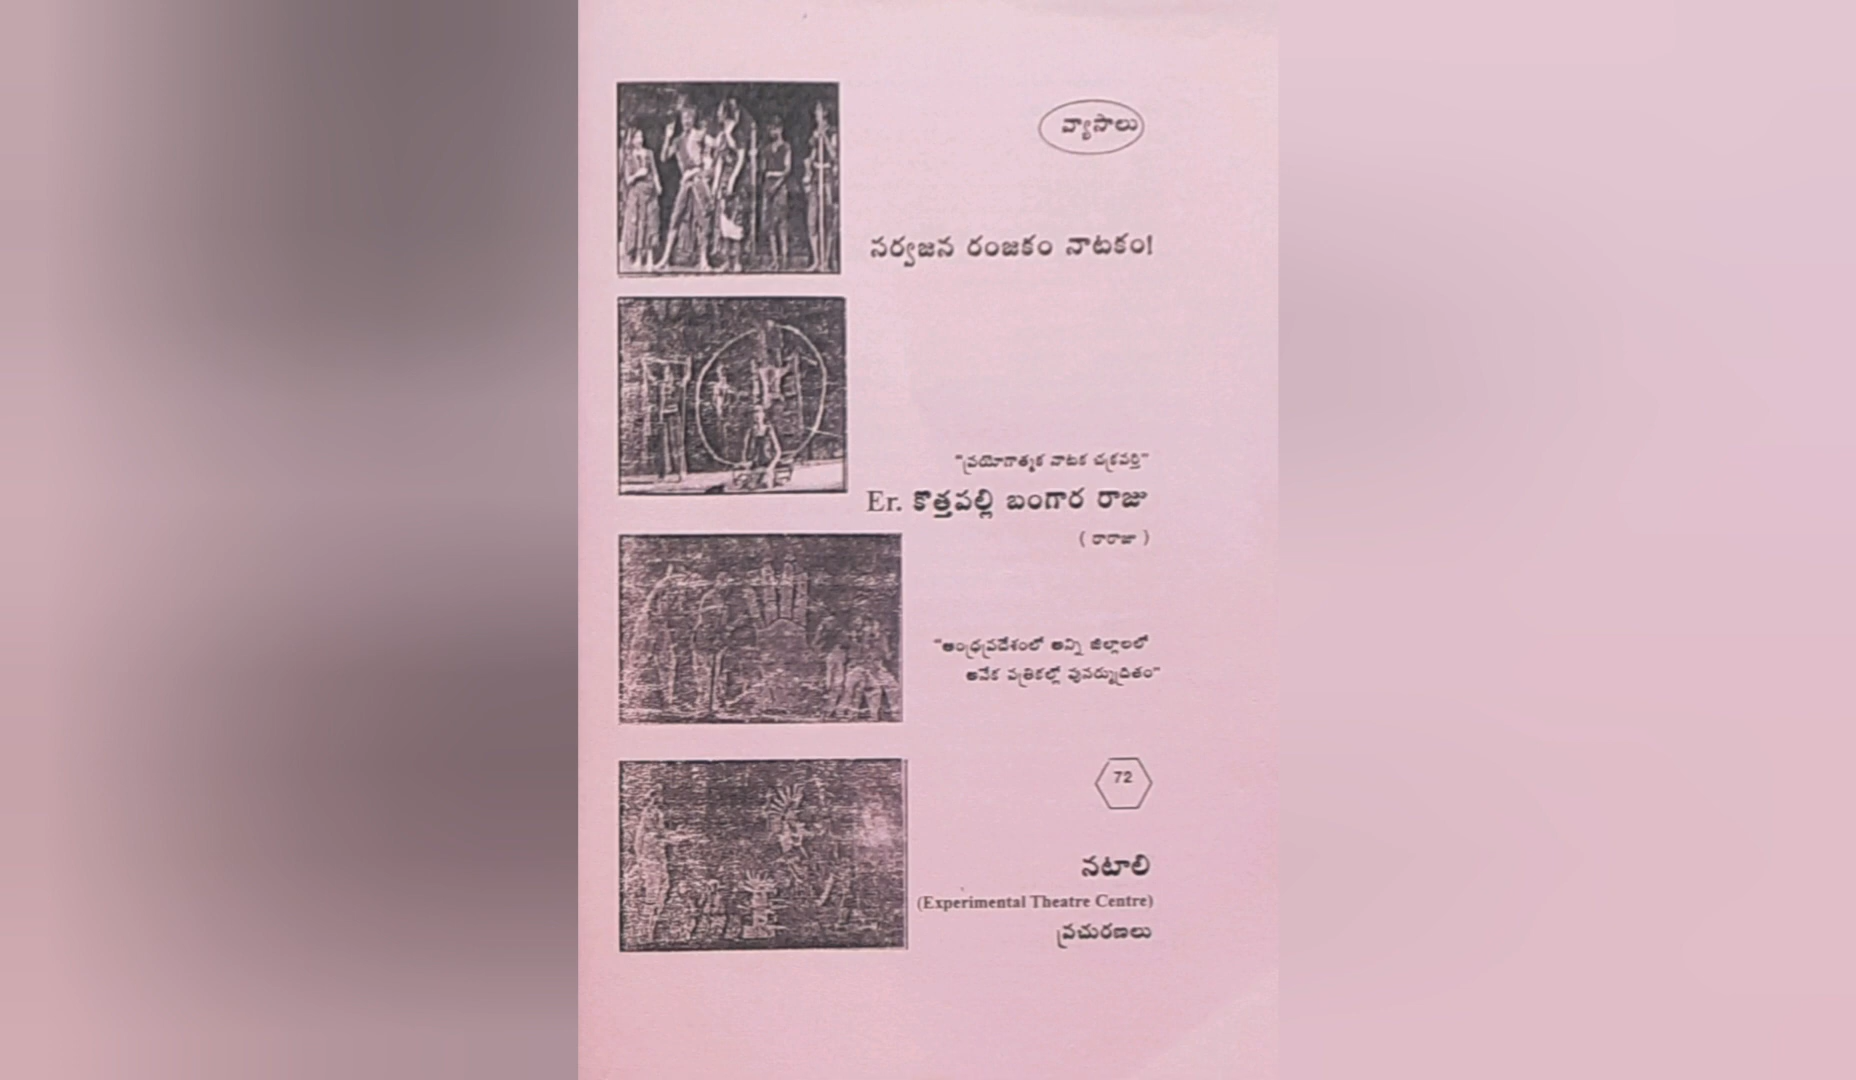 వ్యాసాలు
సర్వజన రంజకం నాటకం!
"ప్రయోగాత్మక నాటక చక్రవర్తి"
Er. కొత్తపల్లి బంగార రాజు
( రారాజు )
"ఆంధ్రప్రదేశంలో అన్ని జిల్లాలలో
అనేక పత్రికల్లో పునర్ముద్రితం"
72
నటాలి
(Experimental Theatre Centre)
ప్రచురణలు